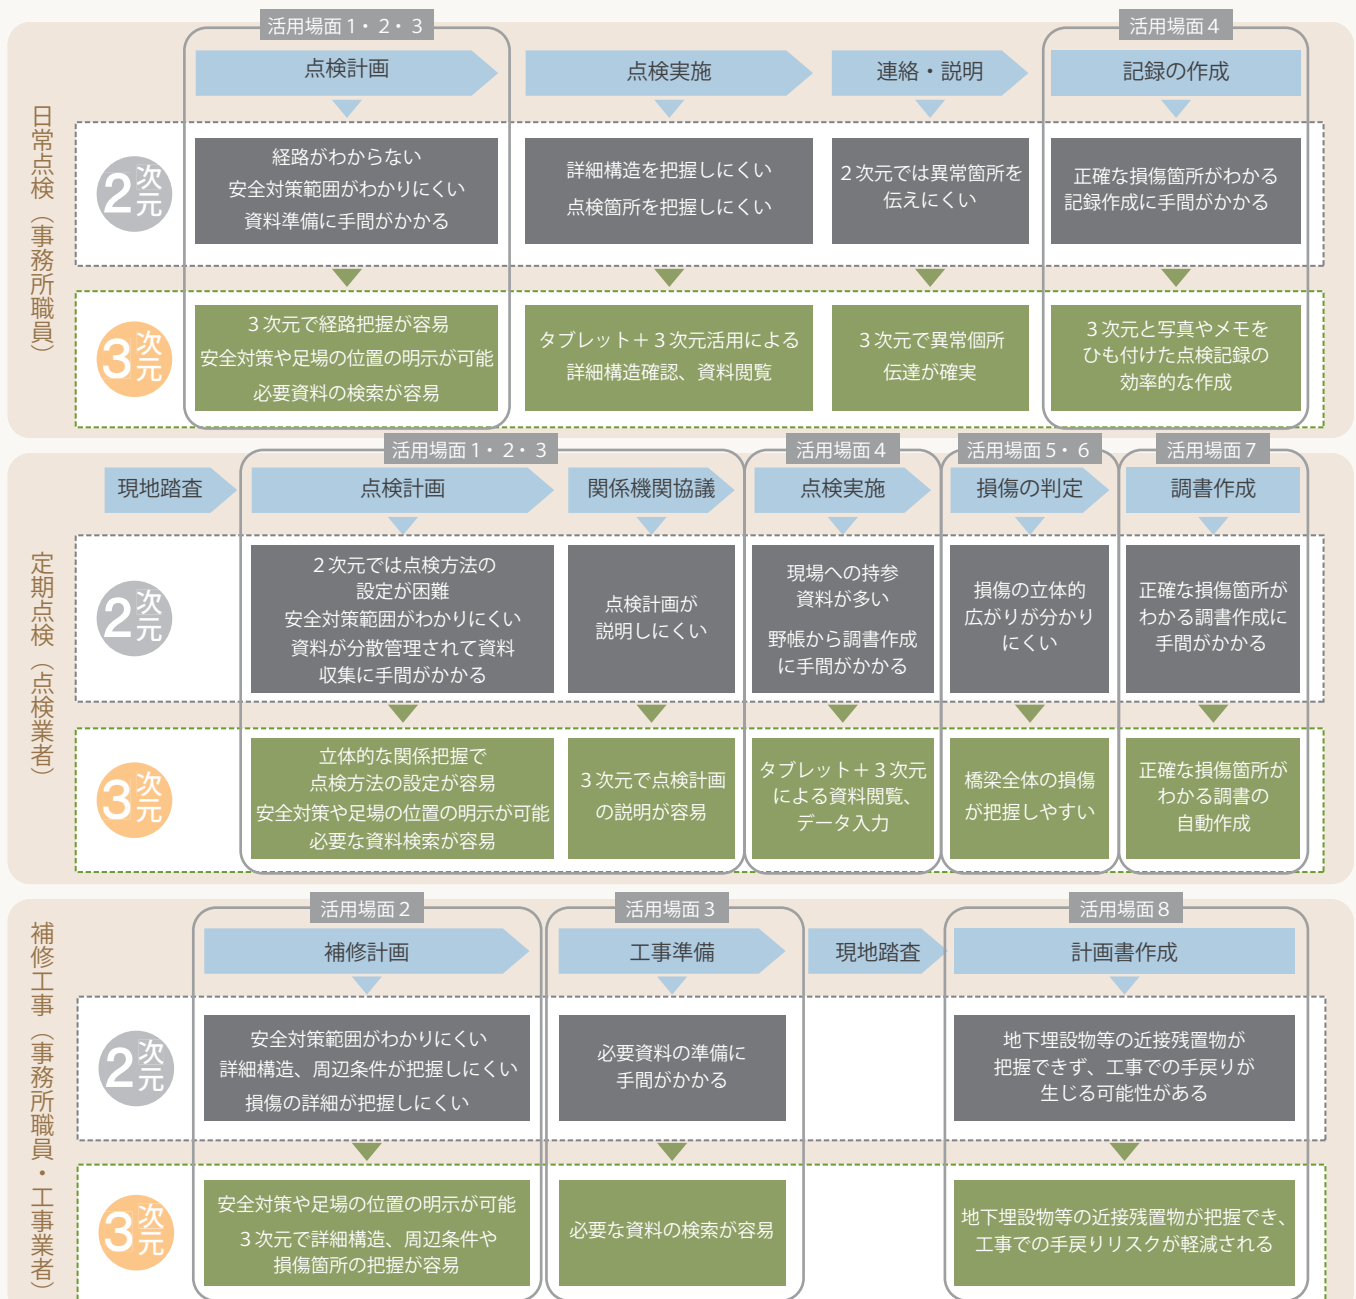 日常点検（事務所職員）
活用場面1・2・3
活用場面4
点検計画
点検実施
連絡・説明
記録の作成
2次元
経路がわからない
安全対策範囲がわかりにくい
資料準備に手間がかかる
詳細構造を把握しにくい
点検箇所を把握しにくい
２次元では異常箇所を
伝えにくい
正確な損傷箇所がわかる
記録作成に手間がかかる
3次元
３次元で経路把握が容易
安全対策や足場の位置の明示が可能
必要資料の検索が容易
タブレット＋３次元活用による
詳細構造確認、資料閲覧
３次元で異常個所
伝達が確実
３次元と写真やメモを
ひも付けた点検記録の
効率的な作成
定期点検（点検業者）
活用場面1・2・3
活用場面4
活用場面5・6
活用場面7
現地踏査
点検計画
関係機関協議
点検実施
損傷の判定
調書作成
2次元
２次元では点検方法の
設定が困難
安全対策範囲がわかりにくい
資料が分散管理されて資料
収集に手間がかかる
点検計画が
説明しにくい
現場への持参
資料が多い
野帳から調書作成
に手間がかかる
損傷の立体的
広がりが分かり
にくい
正確な損傷箇所が
わかる調書作成に
手間がかかる
3次元
立体的な関係把握で
点検方法の設定が容易
安全対策や足場の位置の明示が可能
必要な資料検索が容易
３次元で点検計画
の説明が容易
タブレット＋３次元
による資料閲覧、
データ入力
橋梁全体の損傷
が把握しやすい
正確な損傷箇所が
わかる調書の
自動作成
補修工事（事務所職員・工事業者）
活用場面2
活用場面3
活用場面8
補修計画
工事準備
現地踏査
計画書作成
2次元
安全対策範囲がわかりにくい
詳細構造、周辺条件が把握しにくい
損傷の詳細が把握しにくい
必要資料の準備に
手間がかかる
地下埋設物等の近接残置物が
把握できず、工事での手戻りが
生じる可能性がある
3次元
安全対策や足場の位置の明示が可能
３次元で詳細構造、周辺条件や
損傷箇所の把握が容易
必要な資料の検索が容易
地下埋設物等の近接残置物が把握でき、
工事での手戻りリスクが軽減される